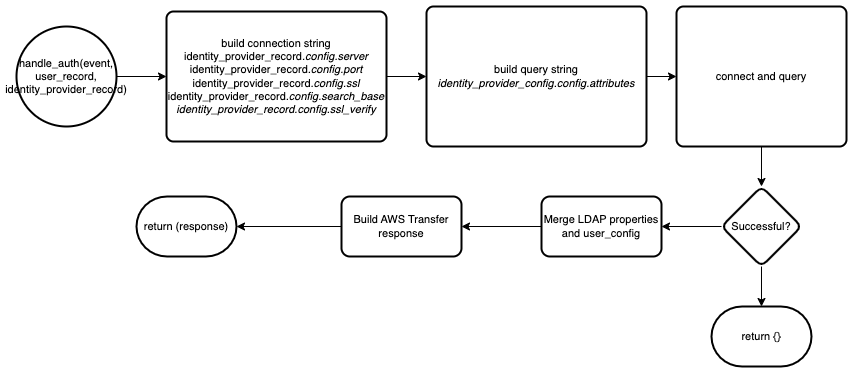 handle_auth(event,
user_record,
identity_provider_record)
build connection string
identity_provider_record.config.server
identity_provider_record.config.port
identity_provider_record.config.ssl
identity_provider_record.config.search_base
identity_provider_record.config.ssl_verify
build query string
identity_provider_config.config.attributes
connect and query
return (response)
Build AWS Transfer
response
Merge LDAP properties
and user_config
Successful?
return {}